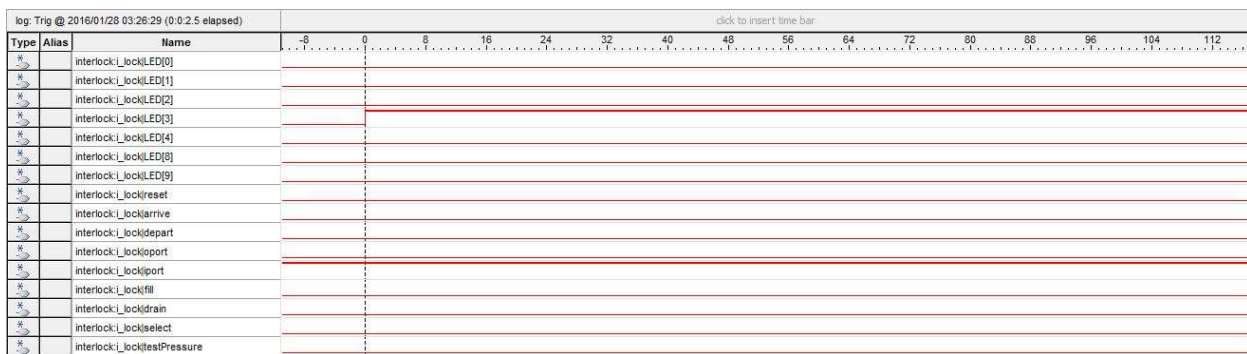 log: Trig @ 2016/01/28 03:26:29 (0:0:2.5 elapsed) click to insert time bar
Type Alias Name -8 0 8 16 24 32 40 48 56 64 72 80 88 96 104 112
interlock:i_lock|LED[0]
interlock:i_lock|LED[1]
interlock:i_lock|LED[2]
interlock:i_lock|LED[3]
interlock:i_lock|LED[4]
interlock:i_lock|LED[8]
interlock:i_lock|LED[9]
interlock:i_lock|reset
interlock:i_lock|arrive
interlock:i_lock|depart
interlock:i_lock|oport
interlock:i_lock|iport
interlock:i_lock|fill
interlock:i_lock|drain
interlock:i_lock|select
interlock:i_lock|testPressure